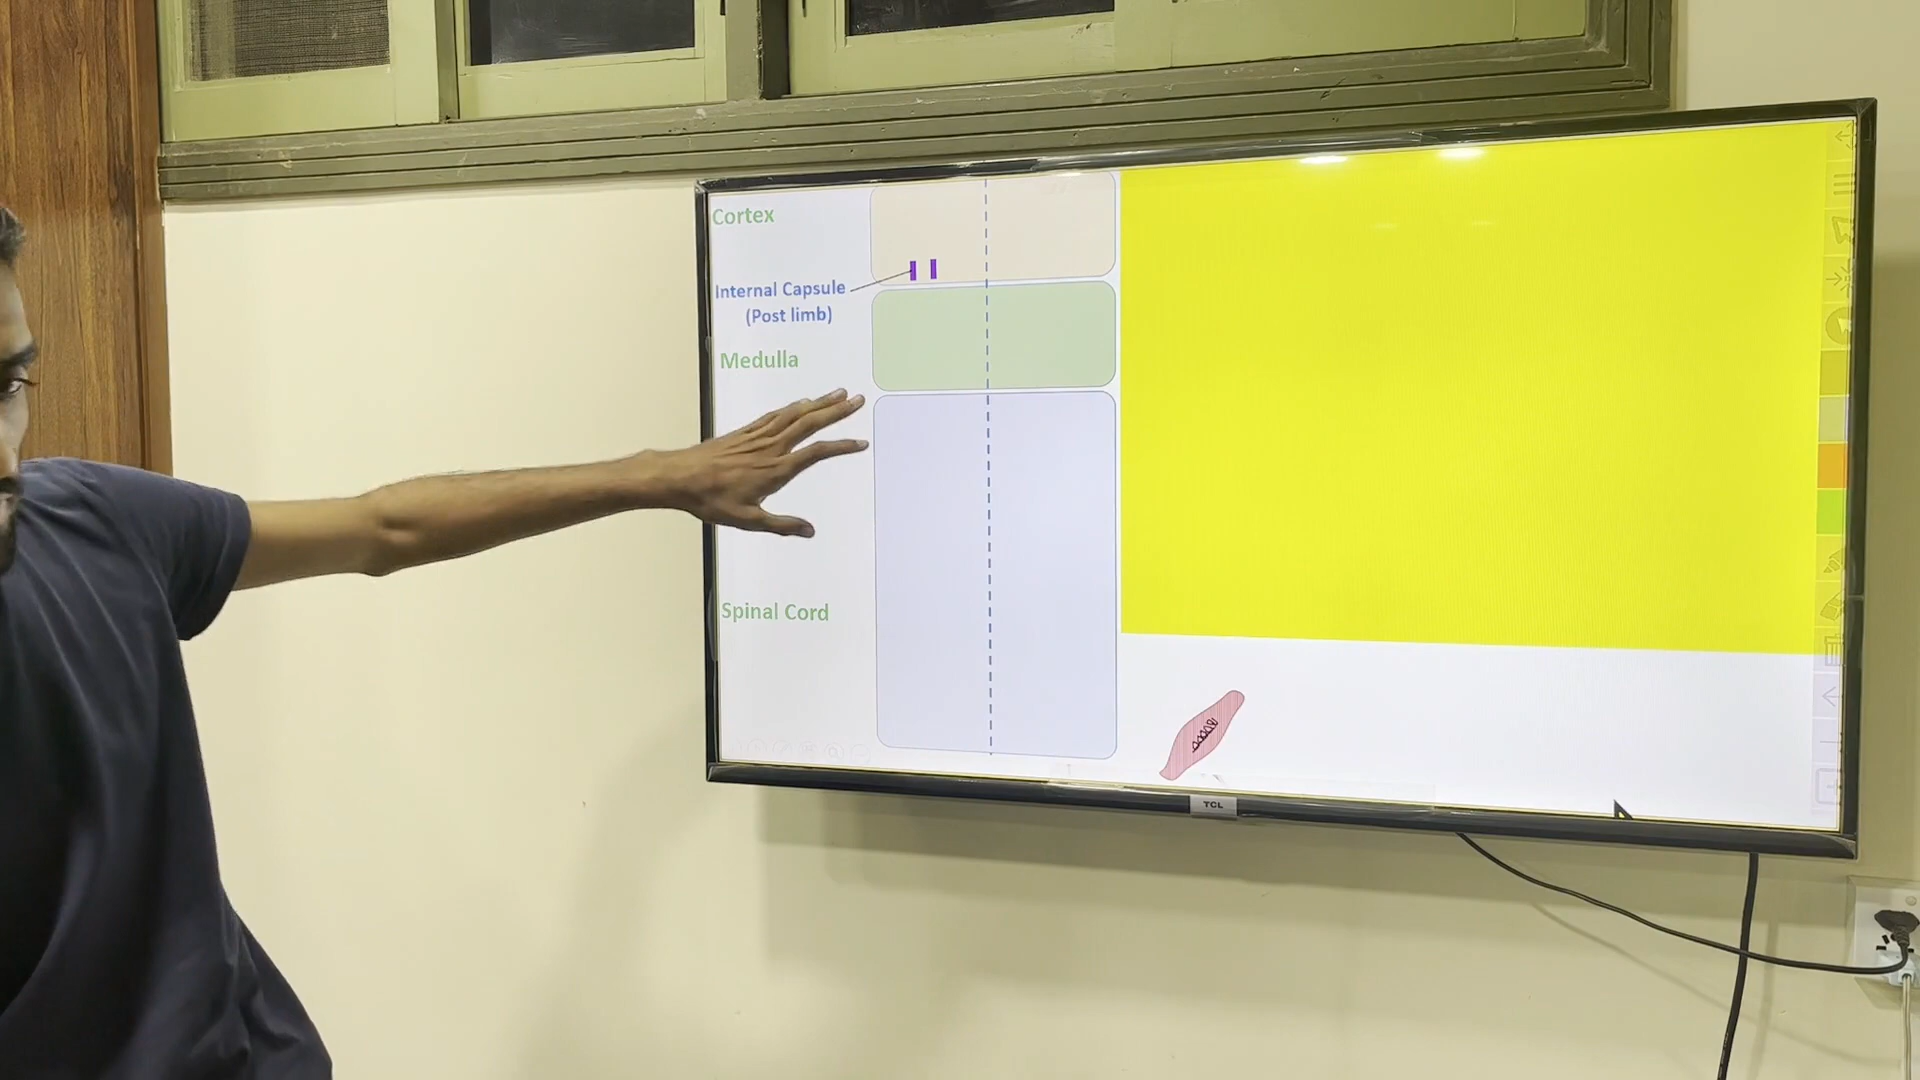 Cortex
Internal Capsule
(Post limb)
Medulla
Spinal Cord
TCL